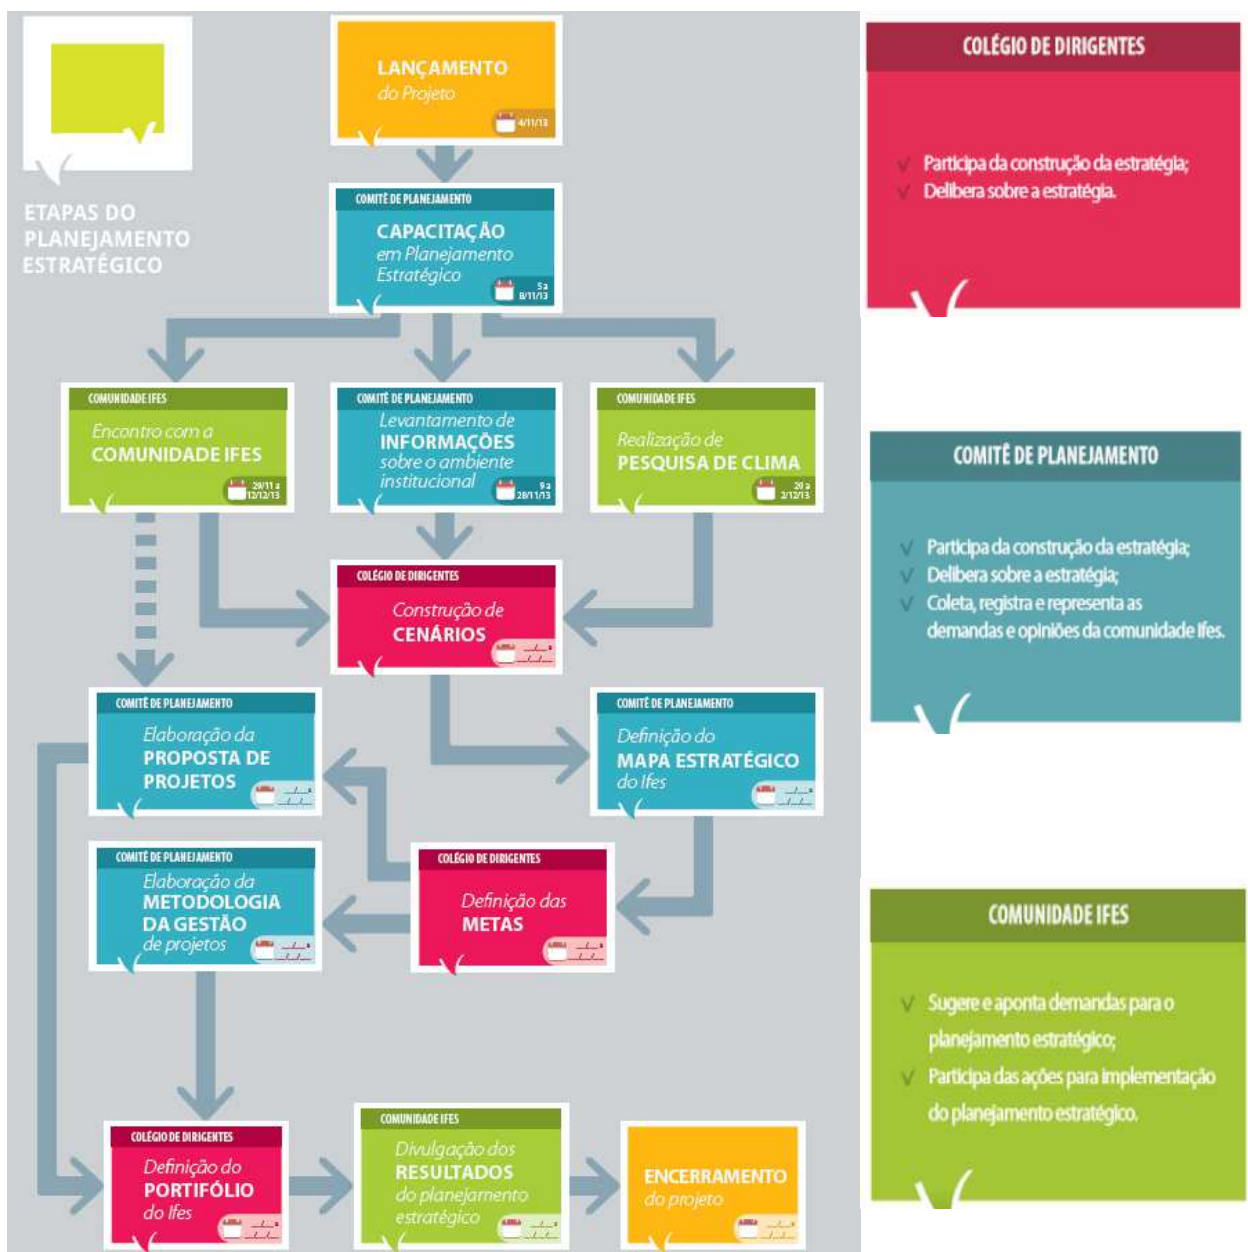 ETAPAS DO
PLANEJAMENTO
ESTRATÉGICO
LANÇAMENTO
do Projeto
4/11/13
COMITÊ DE PLANEJAMENTO
CAPACITAÇÃO
em Planejamento
Estratégico
5 a
8/11/13
COMUNIDADE IFES
Encontro com a
COMUNIDADE IFES
29/11 a
12/12/13
COMITÊ DE PLANEJAMENTO
Levantamento de
INFORMAÇÕES
sobre o ambiente
institucional
9 a
28/11/13
COMUNIDADE IFES
Realização de
PESQUISA DE CLIMA
20 a
2/12/13
COLÉGIO DE DIRIGENTES
Construção de
CENÁRIOS
COMITÊ DE PLANEJAMENTO
Elaboração da
PROPOSTA DE
PROJETOS
COMITÊ DE PLANEJAMENTO
Definição do
MAPA ESTRATÉGICO
do Ifes
COMITÊ DE PLANEJAMENTO
Elaboração da
METODOLOGIA
DA GESTÃO
de projetos
COLÉGIO DE DIRIGENTES
Definição das
METAS
COLÉGIO DE DIRIGENTES
Definição do
PORTIFÓLIO
do Ifes
COMUNIDADE IFES
Divulgação dos
RESULTADOS
do planejamento
estratégico
ENCERRAMENTO
do projeto
COLÉGIO DE DIRIGENTES
Participa da construção da estratégia;
Delibera sobre a estratégia.
COMITÊ DE PLANEJAMENTO
Participa da construção da estratégia;
Delibera sobre a estratégia;
Coleta, registra e representa as
demandas e opiniões da comunidade Ifes.
COMUNIDADE IFES
Sugere e aponta demandas para o
planejamento estratégico;
Participa das ações para implementação
do planejamento estratégico.